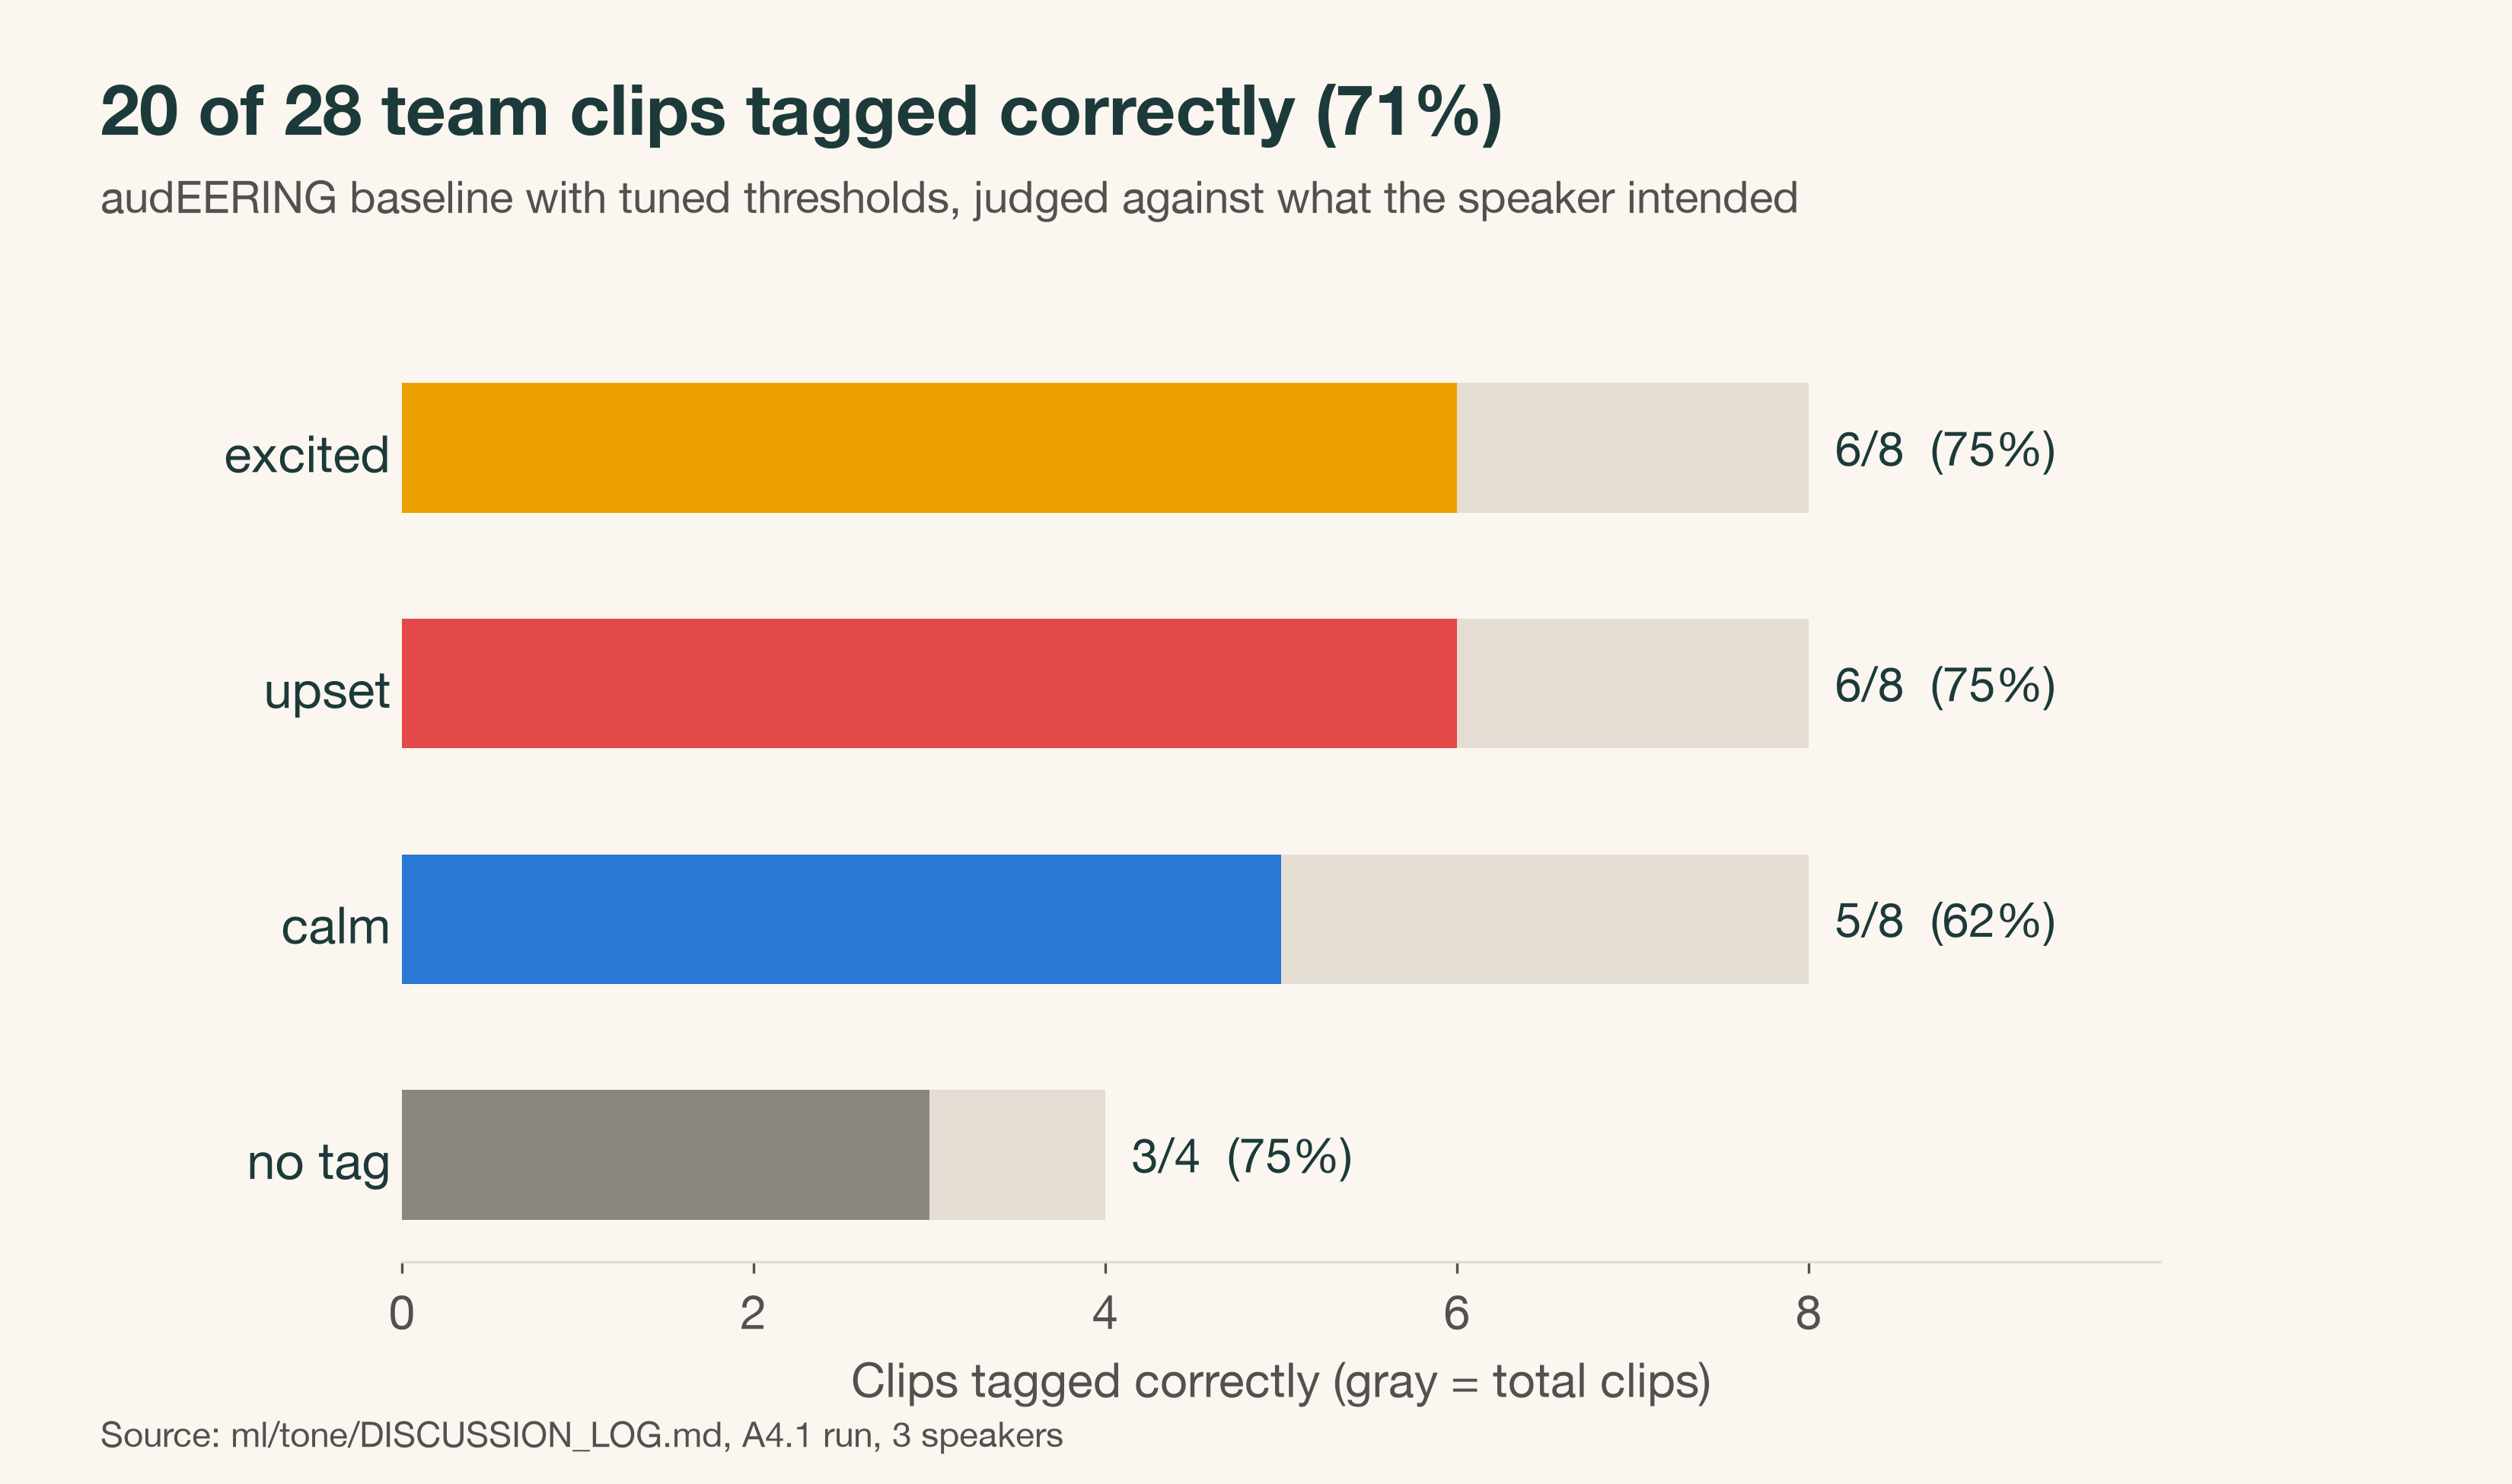 20 of 28 team clips tagged correctly (71%)
audEERING baseline with tuned thresholds, judged against what the speaker intended
excited
6/8 (75%)
upset
6/8 (75%)
calm
5/8 (62%)
no tag
3/4 (75%)
0 2 4 6 8
Clips tagged correctly (gray = total clips)
Source: ml/tone/DISCUSSION_LOG.md, A4.1 run, 3 speakers